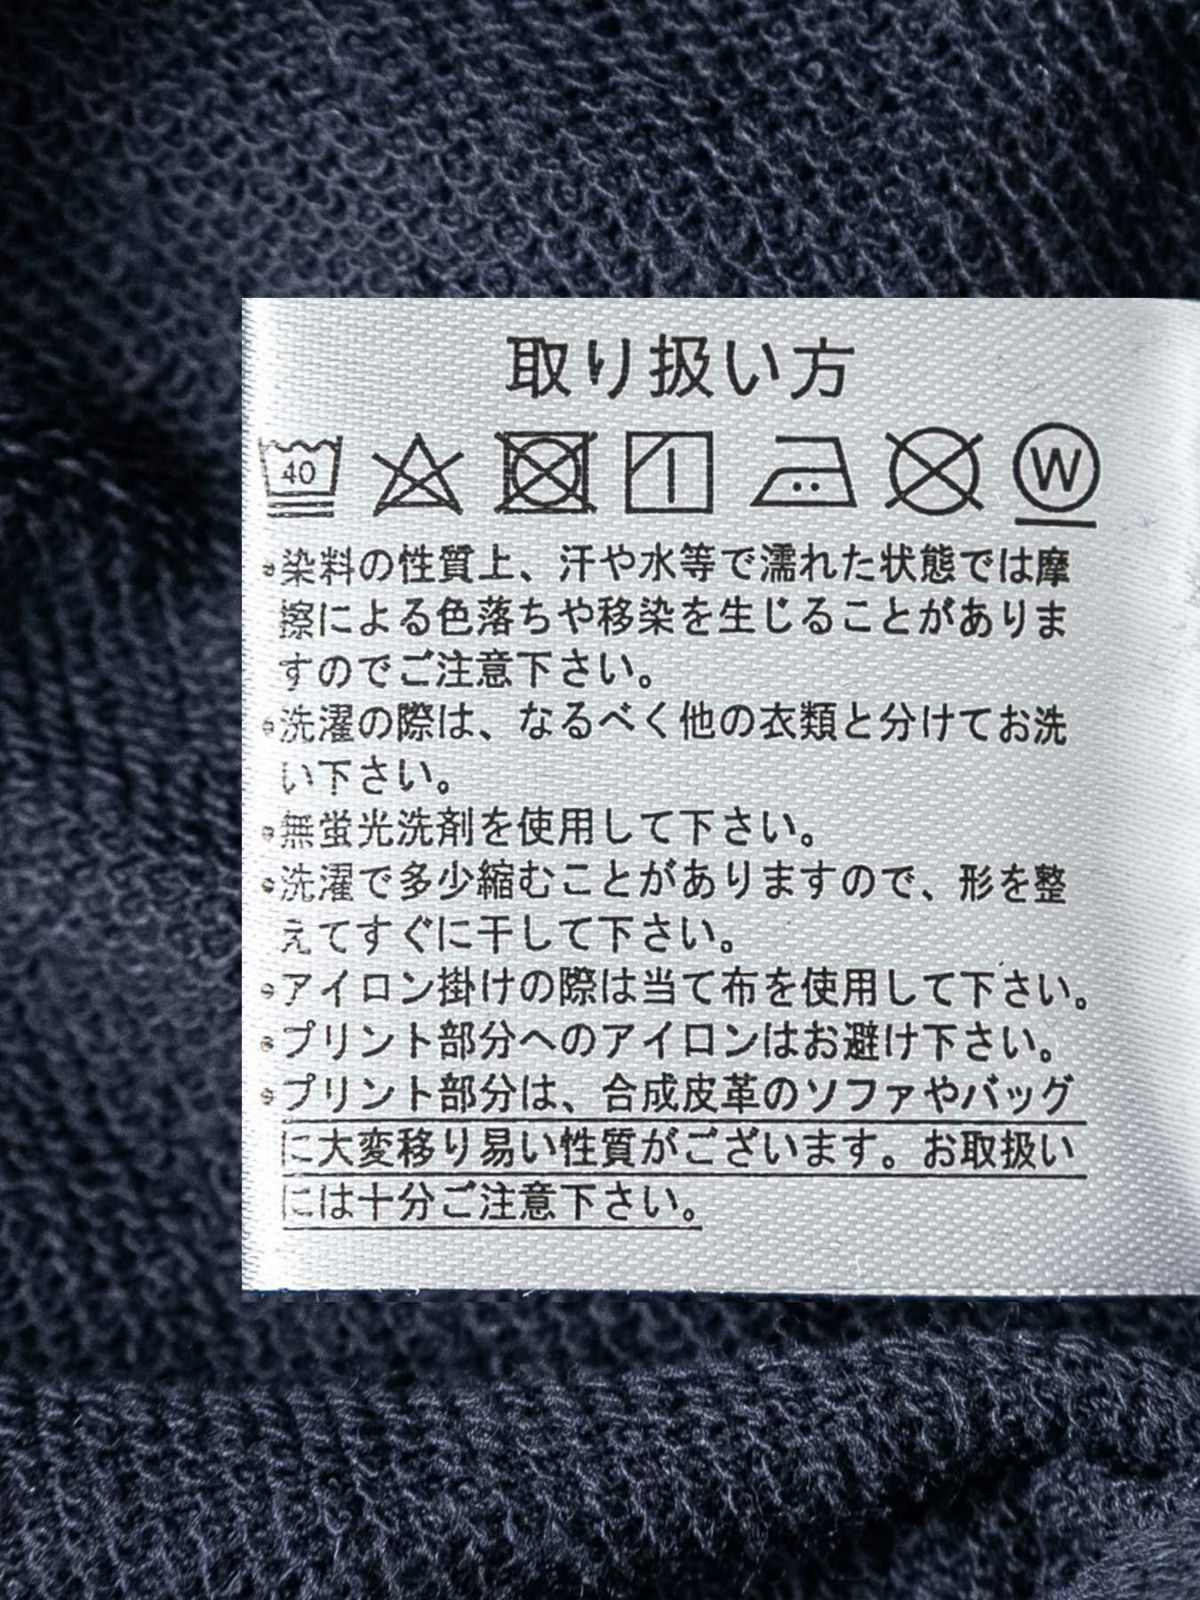 取り扱い方
40 W
・染料の性質上、汗や水等で濡れた状態では摩
擦による色落ちや移染を生じることがありま
すのでご注意下さい。
・洗濯の際は、なるべく他の衣類と分けてお洗
い下さい。
・無蛍光洗剤を使用して下さい。
・洗濯で多少縮むことがありますので、形を整
えてすぐに干して下さい。
・アイロン掛けの際は当て布を使用して下さい。
・プリント部分へのアイロンはお避け下さい。
・プリント部分は、合成皮革のソファやバッグ
に大変移り易い性質がございます。お取扱い
には十分ご注意下さい。